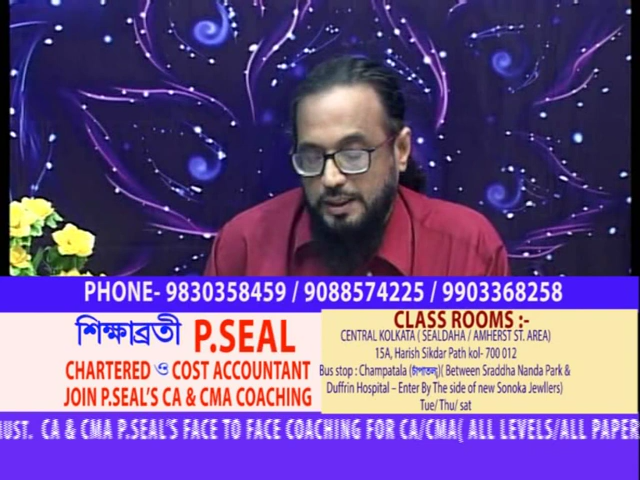 PHONE- 9830358459 / 9088574225 / 9903368258
শিক্ষাব্রতী P.SEAL
CHARTERED ও COST ACCOUNTANT
JOIN P.SEAL'S CA & CMA COACHING
CLASS ROOMS :-
CENTRAL KOLKATA ( SEALDAHA / AMHERST ST. AREA)
15A, Harish Sikdar Path kol- 700 012
Bus stop : Champatala (চাঁপাতলা)( Between Sraddha Nanda Park &
Duffrin Hospital – Enter By The side of new Sonoka Jewllers)
Tue/ Thu/ sat
UST. CA & CMA P.SEAL'S FACE TO FACE COACHING FOR CA/CMA( ALL LEVELS/ALL PAPER